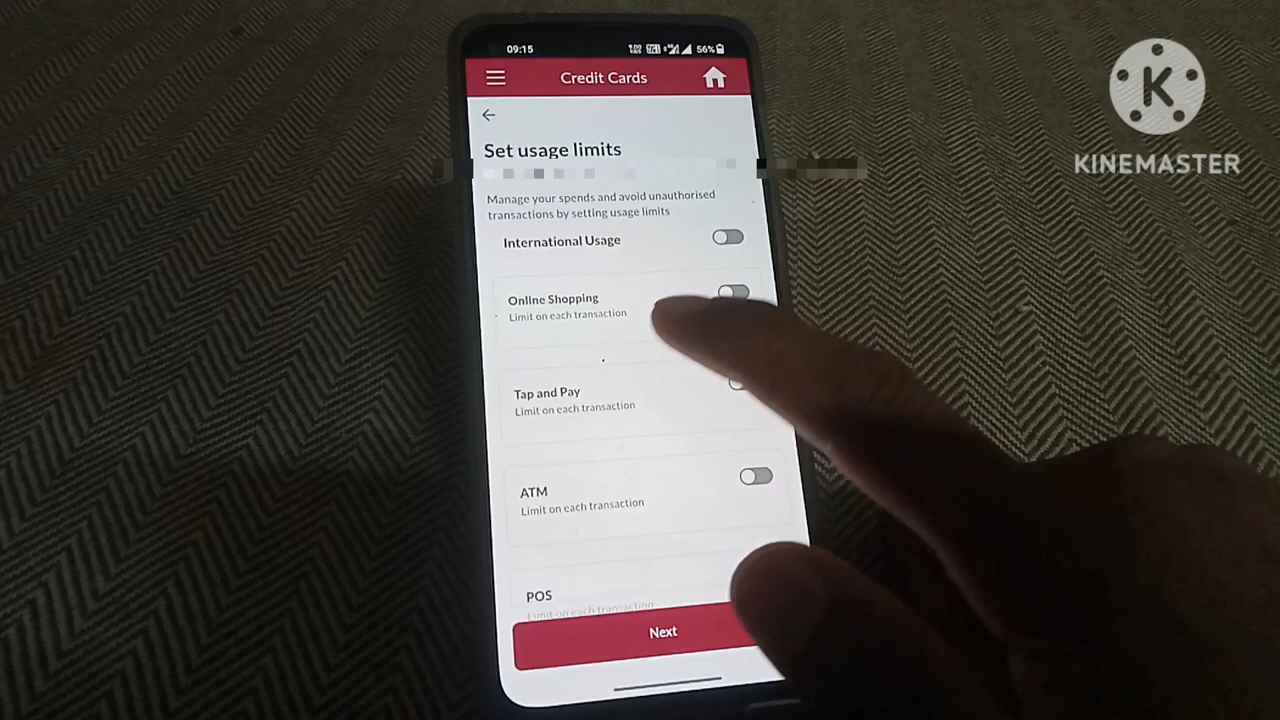 09:15
56%
Credit Cards
Set usage limits
Manage your spends and avoid unauthorised
transactions by setting usage limits
International Usage
Online Shopping
Limit on each transaction
Tap and Pay
Limit on each transaction
ATM
Limit on each transaction
POS
Limit on each transaction
Next
K
KINEMASTER